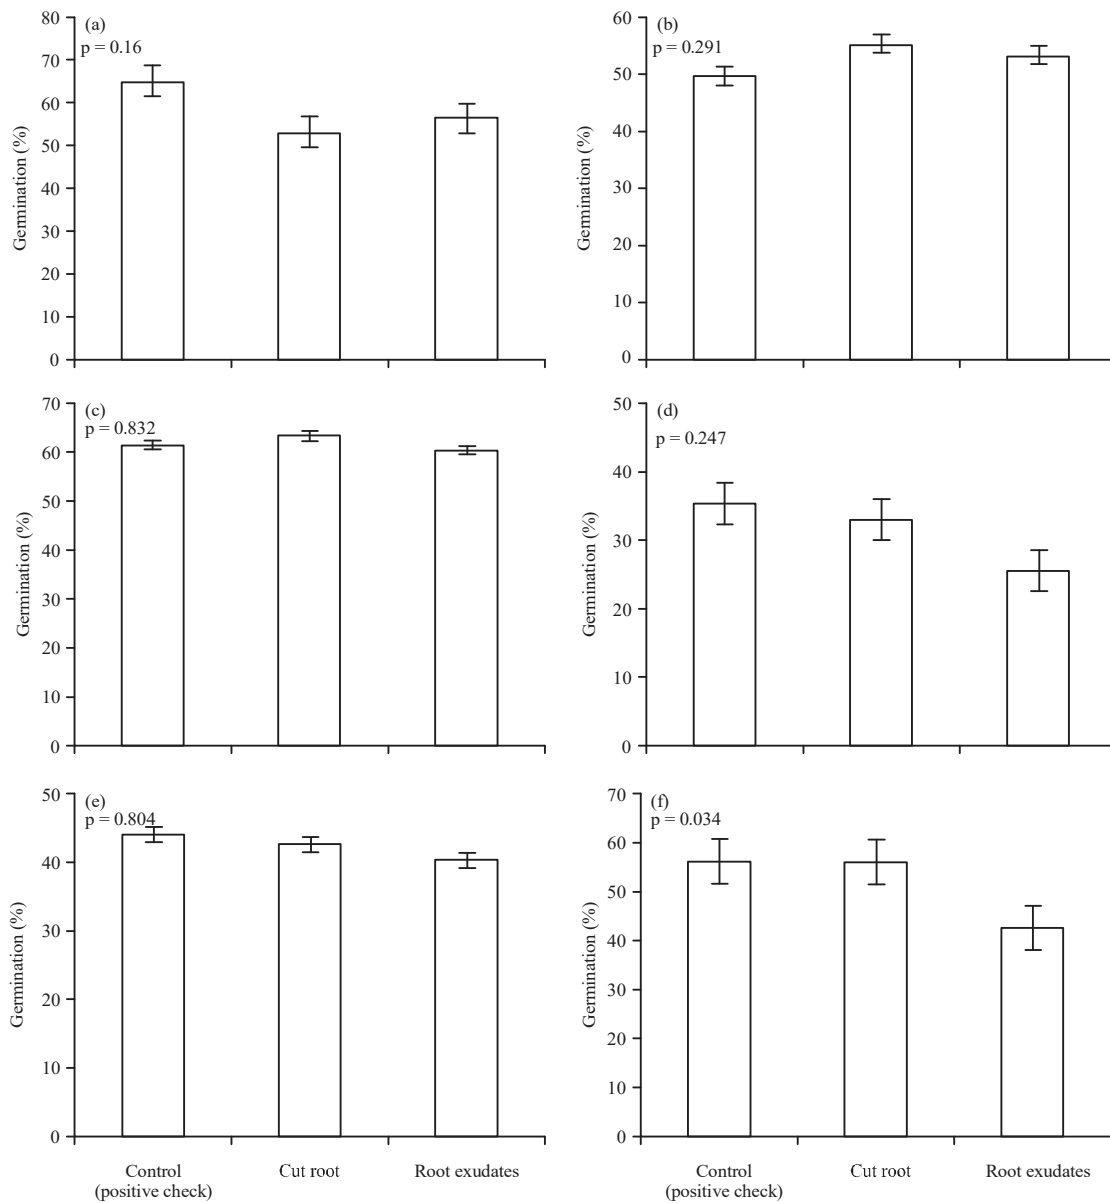 (a)
p = 0.16
Germination (%)
80
70
60
50
40
30
20
10
0
(b)
p = 0.291
Germination (%)
60
50
40
30
20
10
0
(c)
p = 0.832
Germination (%)
70
60
50
40
30
20
10
0
(d)
p = 0.247
Germination (%)
50
40
30
20
10
0
(e)
p = 0.804
Germination (%)
50
40
30
20
10
0
Control
(positive check)
Cut root
Root exudates
(f)
p = 0.034
Germination (%)
70
60
50
40
30
20
10
0
Control
(positive check)
Cut root
Root exudates